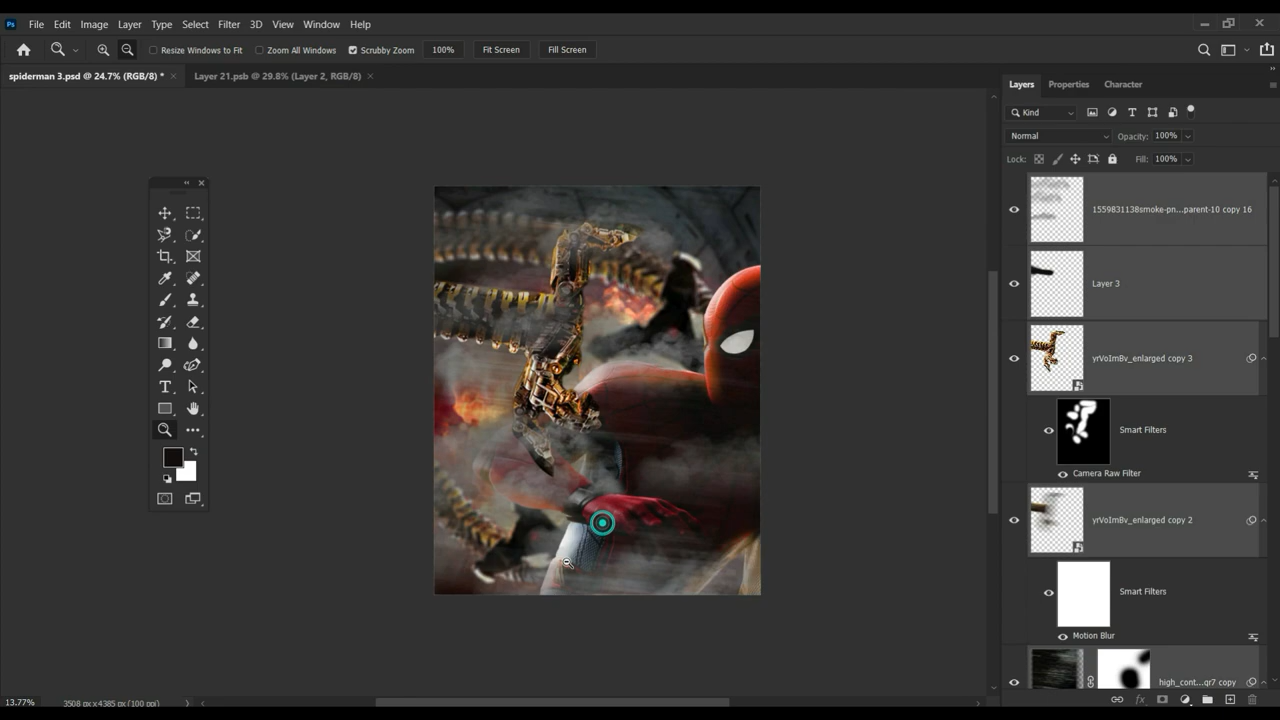 Ps File Edit Image Layer Type Select Filter 3D View Window Help
Resize Windows to Fit Zoom All Windows Scrubby Zoom 100% Fit Screen Fill Screen
spiderman 3.psd @ 24.7% (RGB/8) * Layer 21.psb @ 29.8% (Layer 2, RGB/8)
Layers Properties Character
Kind
Normal Opacity: 100%
Lock: Fill: 100%
1559831138smoke-pn...parent-10 copy 16
Layer 3
yrVoImBv_enlarged copy 3
Smart Filters
Camera Raw Filter
yrVoImBv_enlarged copy 2
Smart Filters
Motion Blur
high_cont...qr7 copy
13.77% 3508 px x 4385 px (100 ppi)